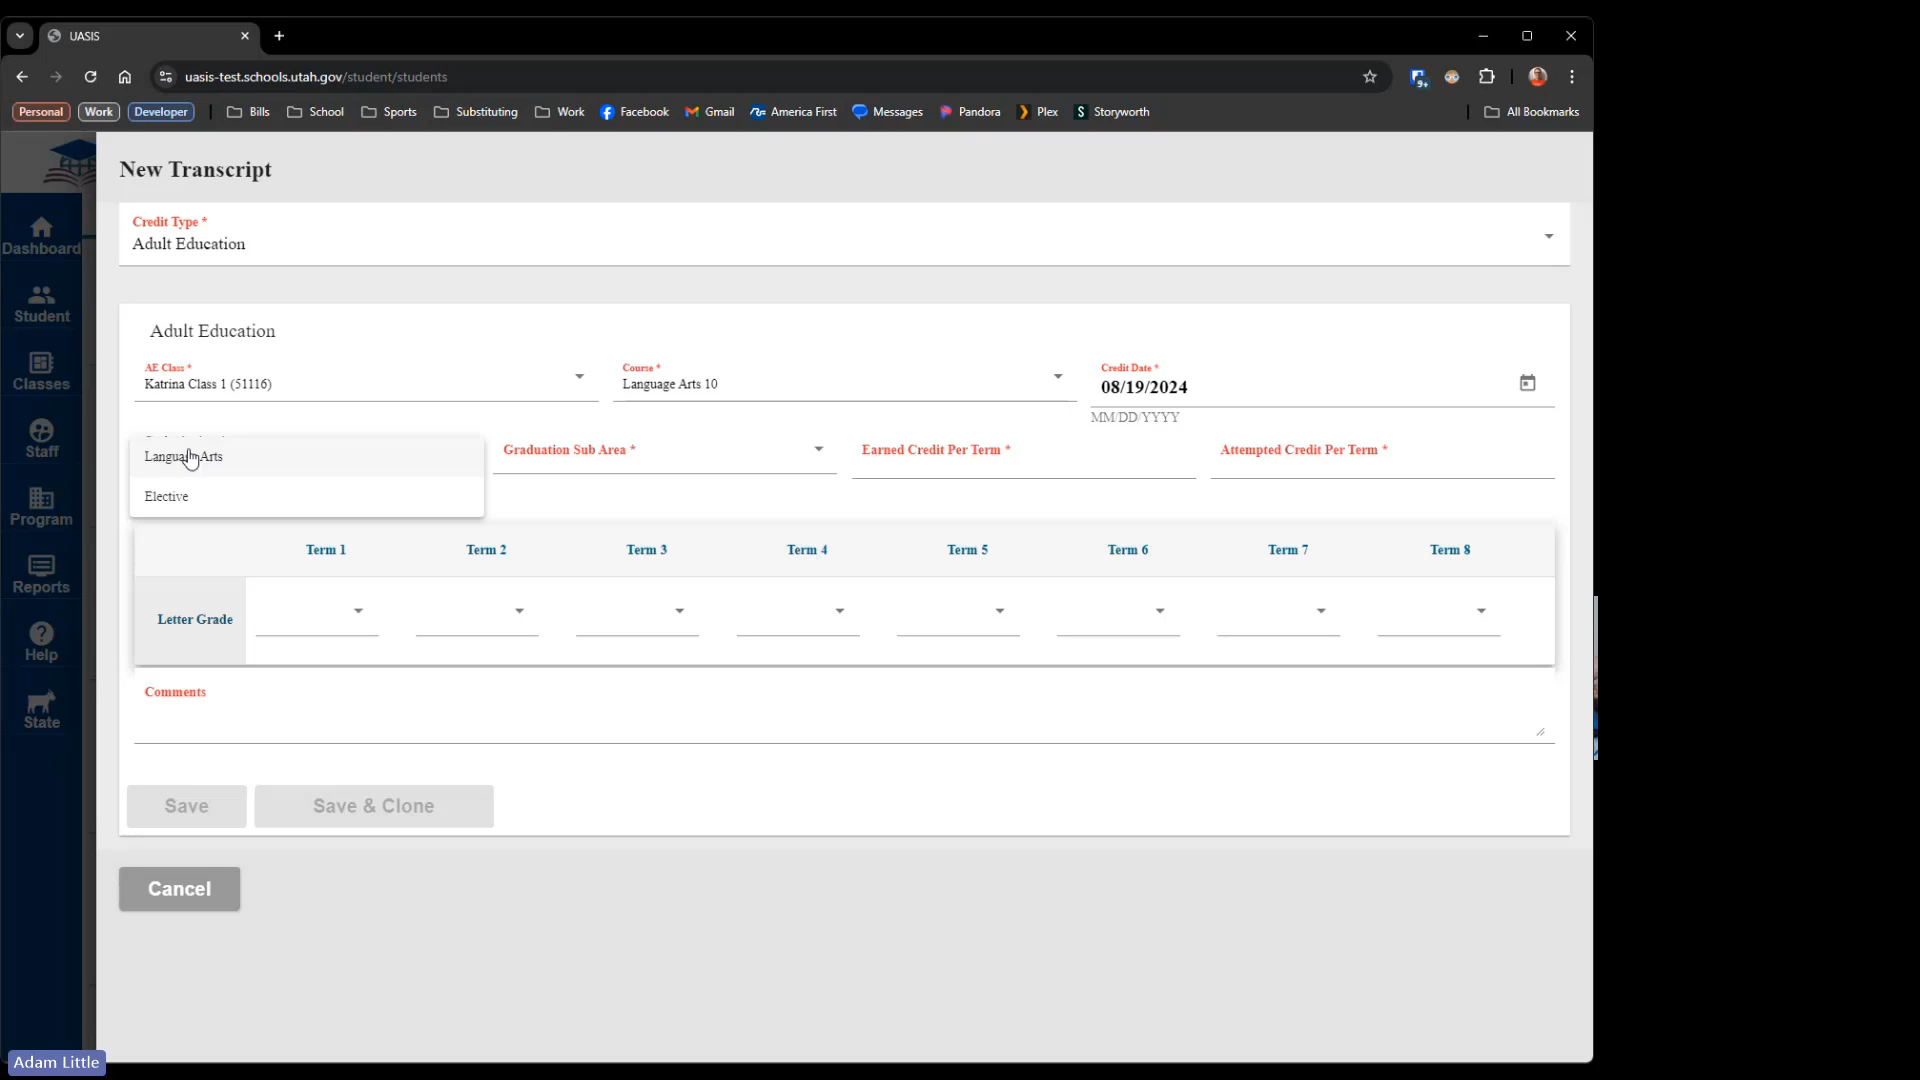 UASIS
uasis-test.schools.utah.gov/student/students
9+
Personal Work Developer Bills School Sports Substituting Work Facebook Gmail America First Messages Pandora Plex Storyworth All Bookmarks
New Transcript
Credit Type *
Adult Education
Dashboard
Student
Classes
Staff
Program
Reports
Help
State
Adult Education
AE Class * Course * Credit Date *
Katrina Class 1 (51116) Language Arts 10 08/19/2024
MM/DD/YYYY
Language Arts Graduation Sub Area * Earned Credit Per Term * Attempted Credit Per Term *
Elective
Term 1 Term 2 Term 3 Term 4 Term 5 Term 6 Term 7 Term 8
Letter Grade
Comments
Save Save & Clone
Cancel
Adam Little